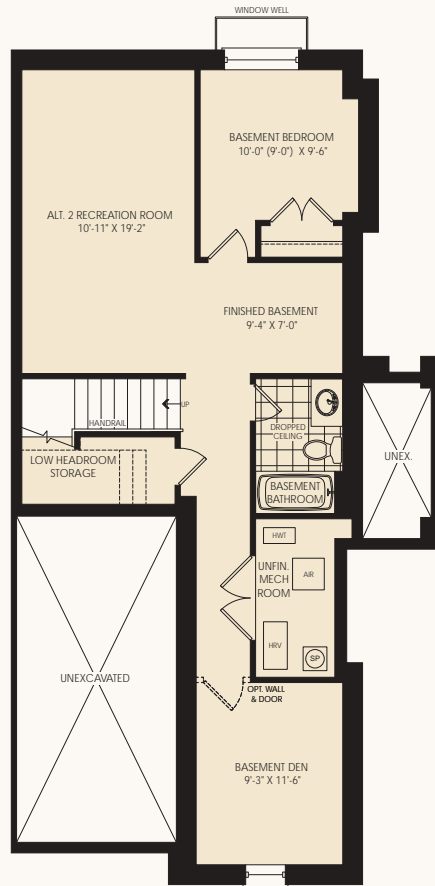 WINDOW WELL
BASEMENT BEDROOM
10'-0" (9'-0") X 9'-6"
ALT. 2 RECREATION ROOM
10'-11" X 19'-2"
FINISHED BASEMENT
9'-4" X 7'-0"
UP
HANDRAIL
DROPPED
CEILING
LOW HEADROOM
STORAGE
UNEX.
BASEMENT
BATHROOM
HWT
UNFIN.
MECH
ROOM
AIR
HRV
SP
UNEXCAVATED
OPT. WALL
& DOOR
BASEMENT DEN
9'-3" X 11'-6"